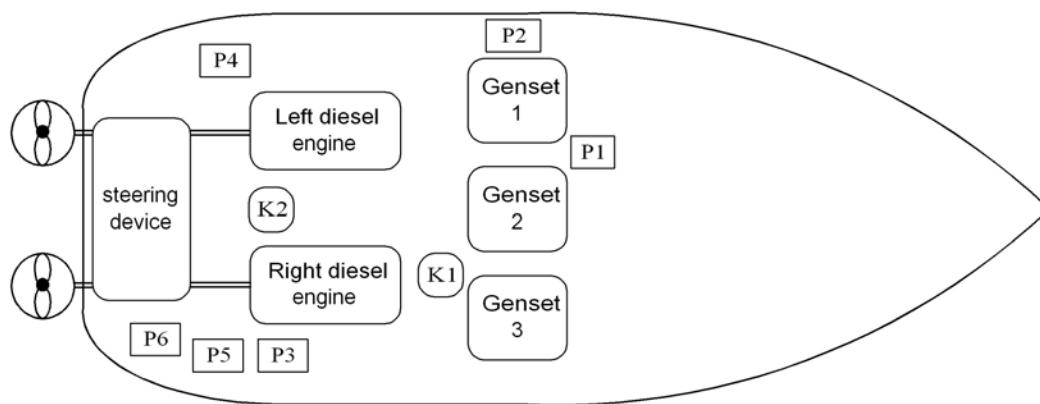 P2
P4
Genset
1
Left diesel
engine
P1
steering
device
K2
Genset
2
Right diesel
engine
K1
Genset
3
P6
P5
P3